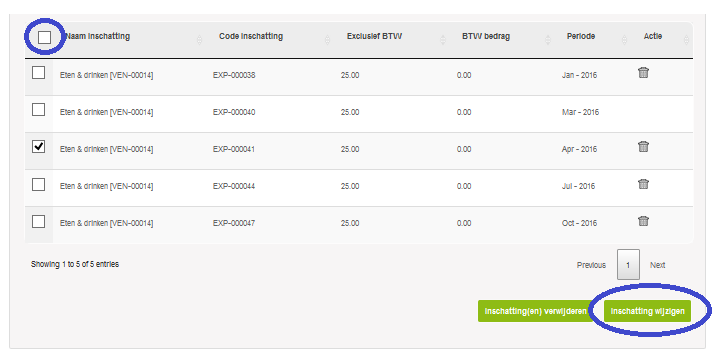 Naam Inschatting Code Inschatting Exclusief BTW BTW bedrag Periode Actie
Eten & drinken [VEN-00014] EXP-000038 25.00 0.00 Jan - 2016
Eten & drinken [VEN-00014] EXP-000040 25.00 0.00 Mar - 2016
Eten & drinken [VEN-00014] EXP-000041 25.00 0.00 Apr - 2016
Eten & drinken [VEN-00014] EXP-000044 25.00 0.00 Jul - 2016
Eten & drinken [VEN-00014] EXP-000047 25.00 0.00 Oct - 2016
Showing 1 to 5 of 5 entries Previous 1 Next
Inschatting(en) verwijderen Inschatting wijzigen